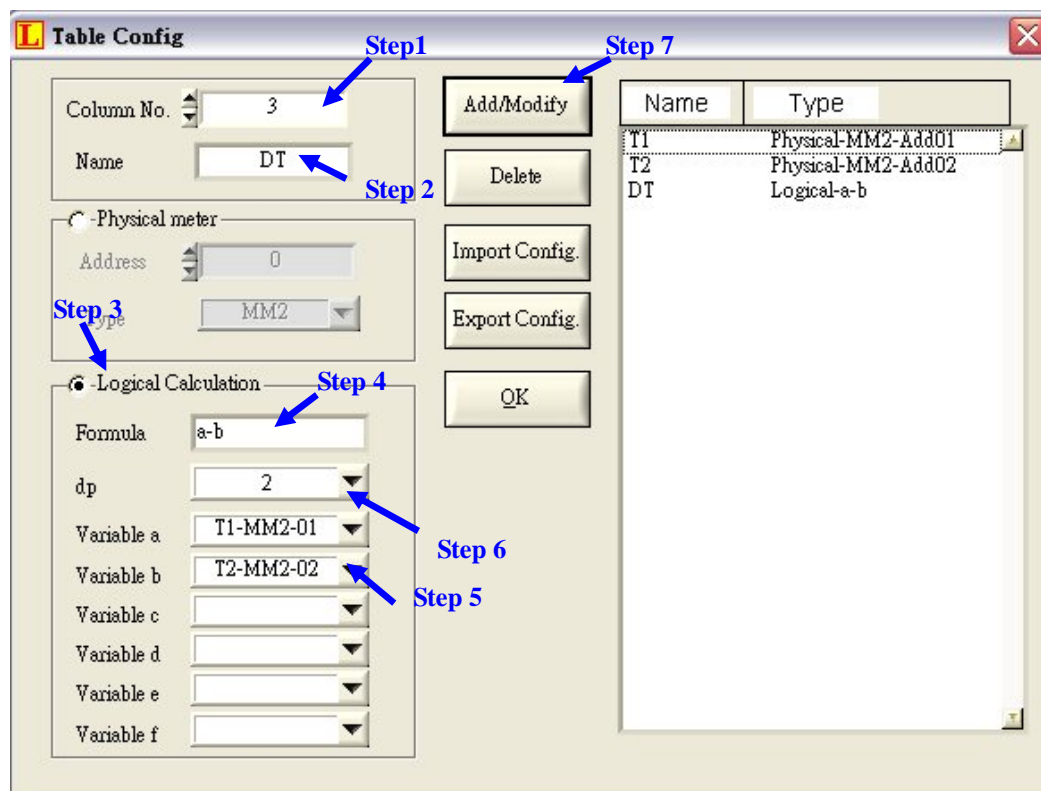 L Table Config
Step1
Step 7
Column No. 3
Name DT
Step 2
-Physical meter
Address 0
Step 3
Type MM2
-Logical Calculation
Step 4
Formula a-b
dp 2
Variable a T1-MM2-01
Step 6
Variable b T2-MM2-02
Step 5
Variable c
Variable d
Variable e
Variable f
Add/Modify
Delete
Import Config.
Export Config.
OK
Name Type
T1 Physical-MM2-Add01
T2 Physical-MM2-Add02
DT Logical-a-b